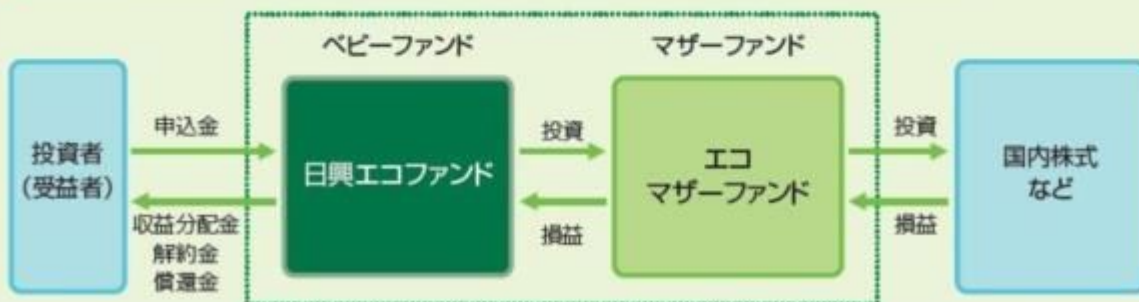 ベビーファンド
マザーファンド
投資者
（受益者）
申込金
収益分配金
解約金
償還金
日興エコファンド
投資
損益
エコ
マザーファンド
投資
損益
国内株式
など